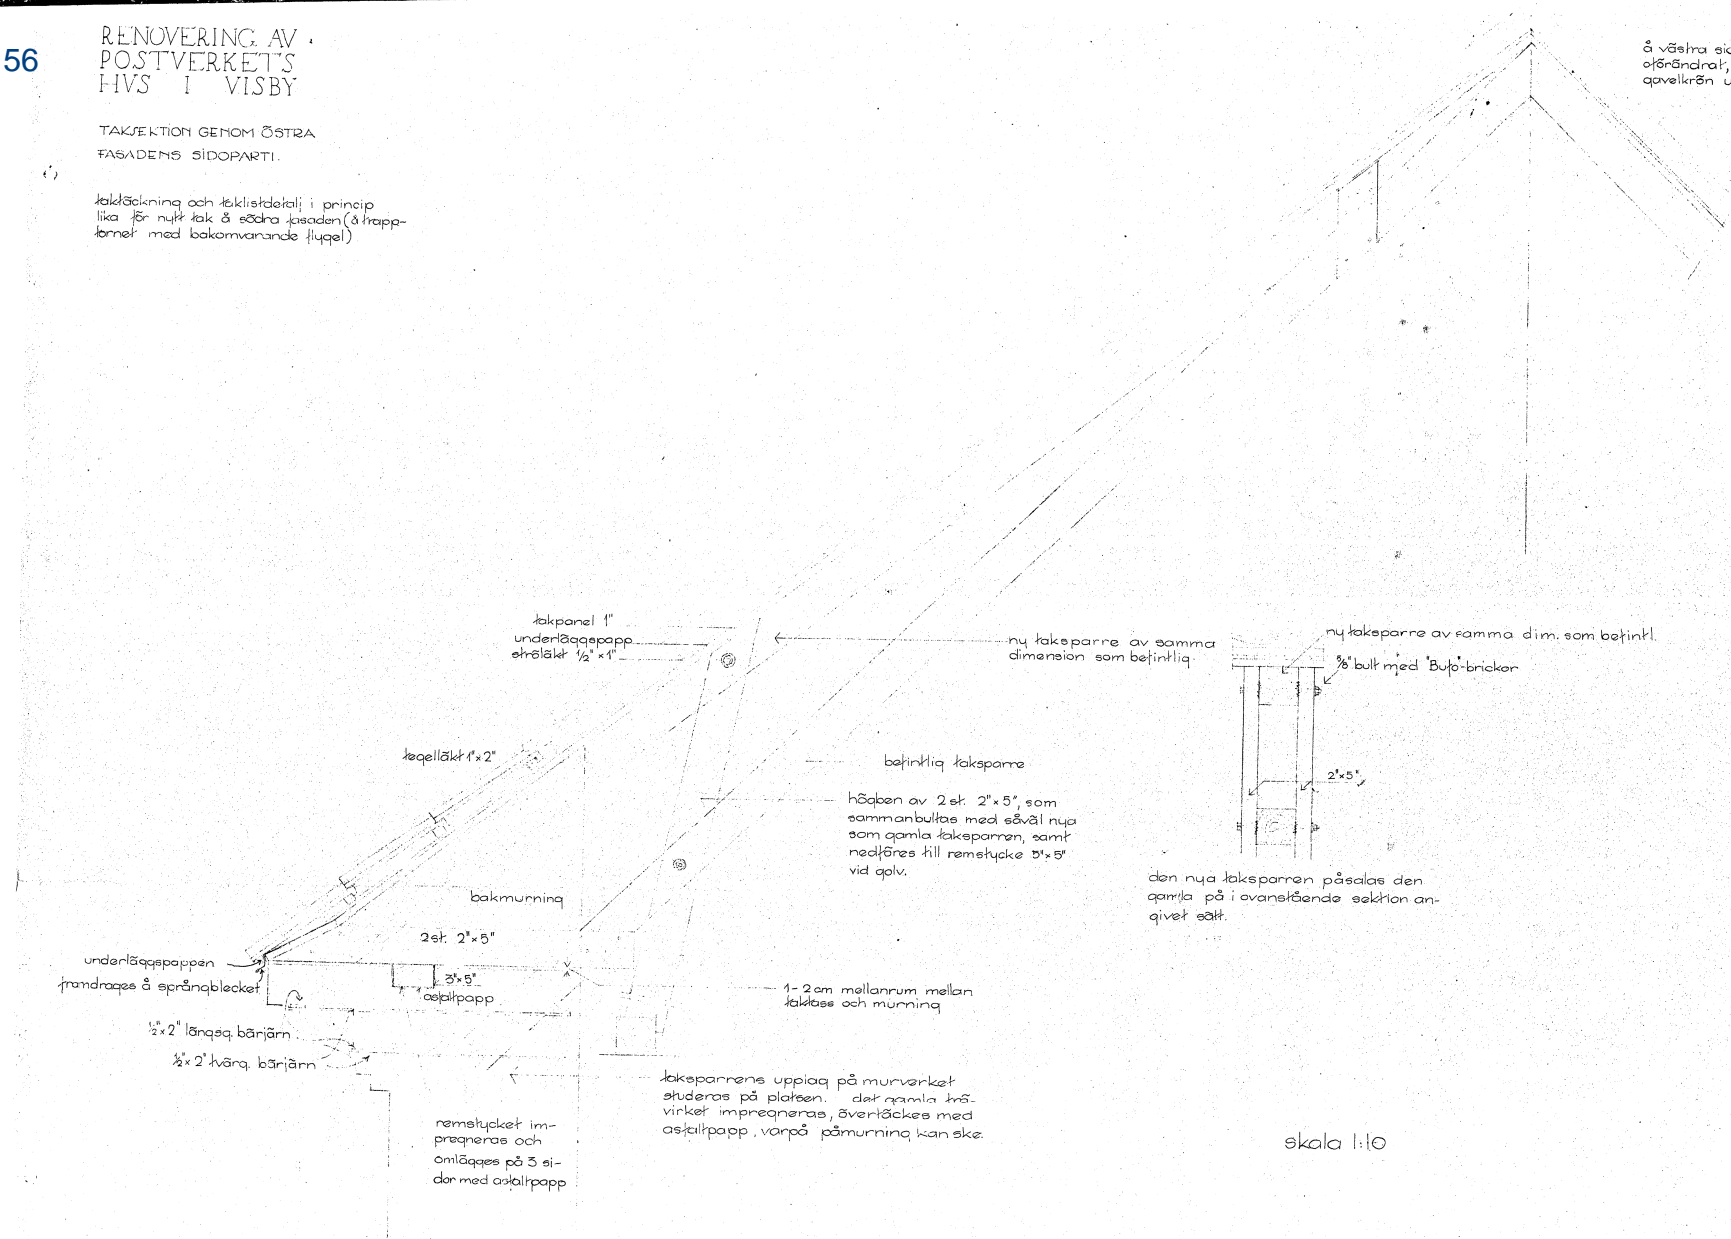 56
RENOVERING AV
POSTVERKETS
HVS I VISBY
TAKSEKTION GENOM ÖSTRA
FASADENS SIDOPARTI.
taktäckning och taklistdetalj i princip
lika för nytt tak å södra fasaden (å trapp-
tornet med bakomvarande flygel)
å västra si
oförändrat,
gavelkrön u
takpanel 1"
underläggspapp
ströläkt 1/2" × 1"
ny taksparre av samma
dimension som befintlig.
ny taksparre av samma dim. som befintl.
5/8" bult med "Bufo"-brickor
tegelläkt 1" × 2"
befintlig taksparre
2" × 5"
högben av 2 st. 2" × 5", som
sammanbultas med såväl nya
som gamla taksparren, samt
nedföres till remstycke 3" × 5"
vid golv.
den nya taksparren påsalas den
gamla på i ovanstående sektion an-
givet sätt.
bakmurning
2 st. 2" × 5"
underläggspappen
framdrages å språngblecket
3" × 5"
asfaltpapp
1-2 cm mellanrum mellan
taktass och murning
1/2" × 2" längsg. bärjärn
1/2" × 2" tvärg. bärjärn
taksparrens upplag på murverket
studeras på platsen. det gamla trä-
virket impregneras, övertäckes med
asfaltpapp, varpå påmurning kan ske.
remstycket im-
pregneras och
omlägges på 3 si-
dor med asfaltpapp
skala 1:10